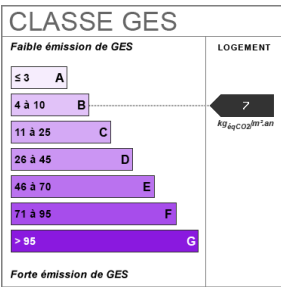 CLASSE GES
Faible émission de GES
LOGEMENT
≤ 3 A
4 à 10 B
7
kgéqCO2/m².an
11 à 25 C
26 à 45 D
46 à 70 E
71 à 95 F
> 95 G
Forte émission de GES